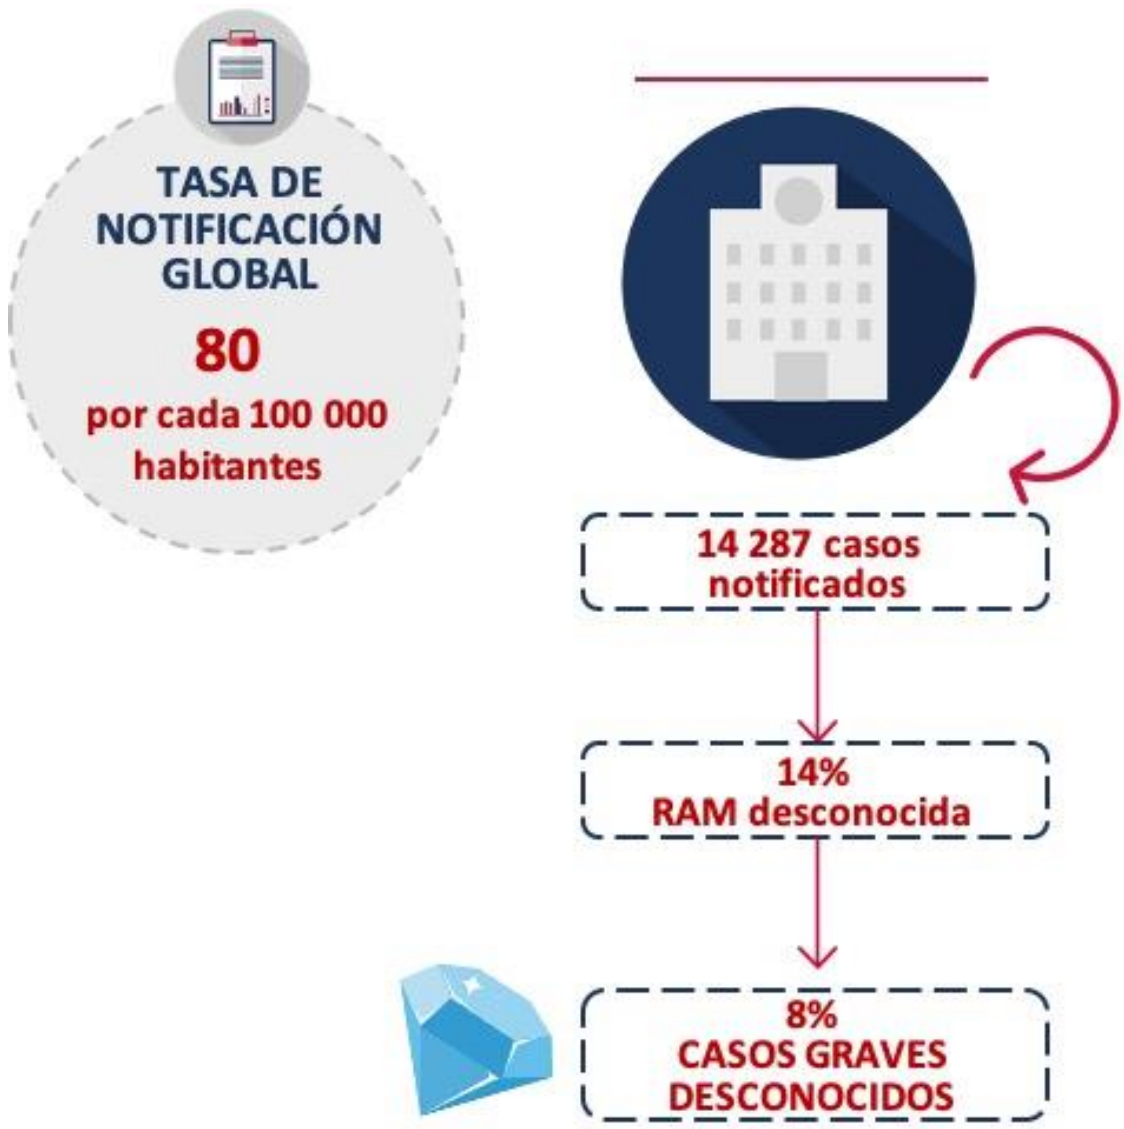 TASA DE
NOTIFICACIÓN
GLOBAL
80
por cada 100 000
habitantes
14 287 casos
notificados
14%
RAM desconocida
8%
CASOS GRAVES
DESCONOCIDOS